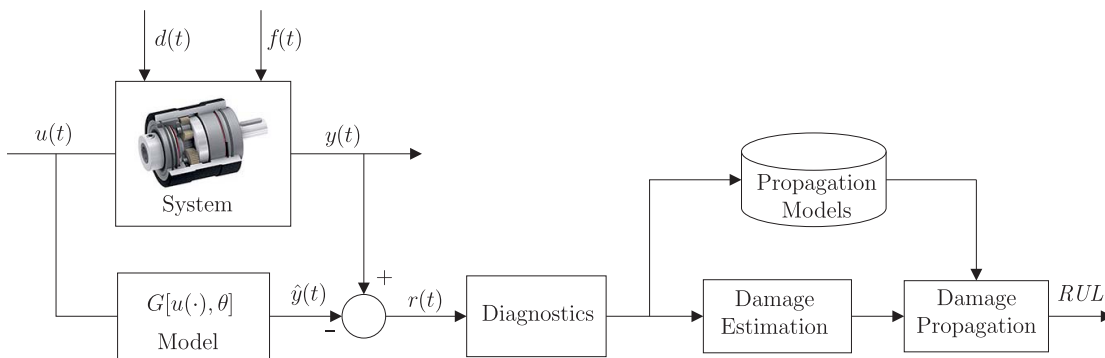 d(t)
f(t)
u(t)
y(t)
System
Propagation
Models
G[u(·), θ]
Model
ŷ(t)
+
-
r(t)
Diagnostics
Damage
Estimation
Damage
Propagation
RUL